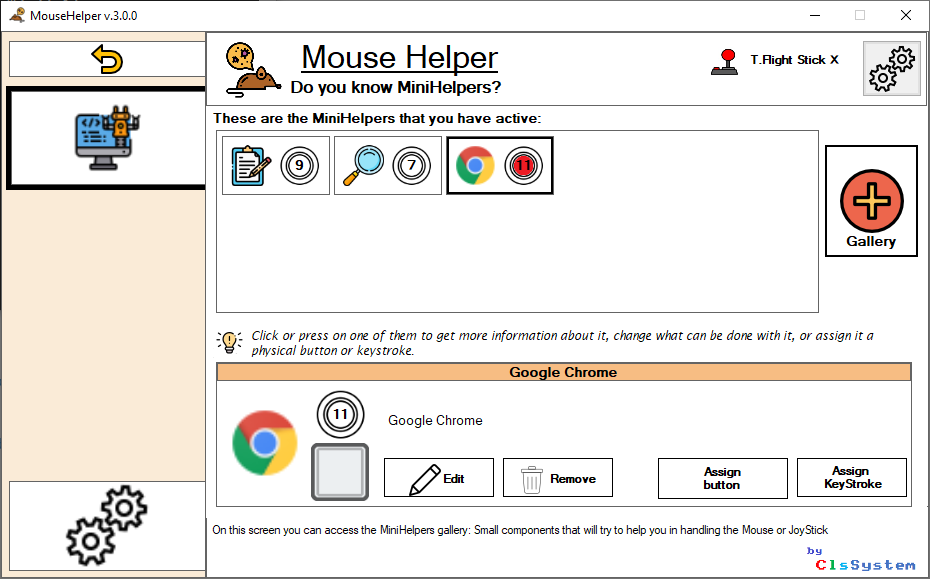 MouseHelper v.3.0.0
Mouse Helper
Do you know MiniHelpers?
T.Flight Stick X
These are the MiniHelpers that you have active:
9
7
11
Gallery
Click or press on one of them to get more information about it, change what can be done with it, or assign it a
physical button or keystroke.
Google Chrome
11
Google Chrome
Edit
Remove
Assign
button
Assign
KeyStroke
On this screen you can access the MiniHelpers gallery: Small components that will try to help you in handling the Mouse or JoyStick
by
ClsSystem